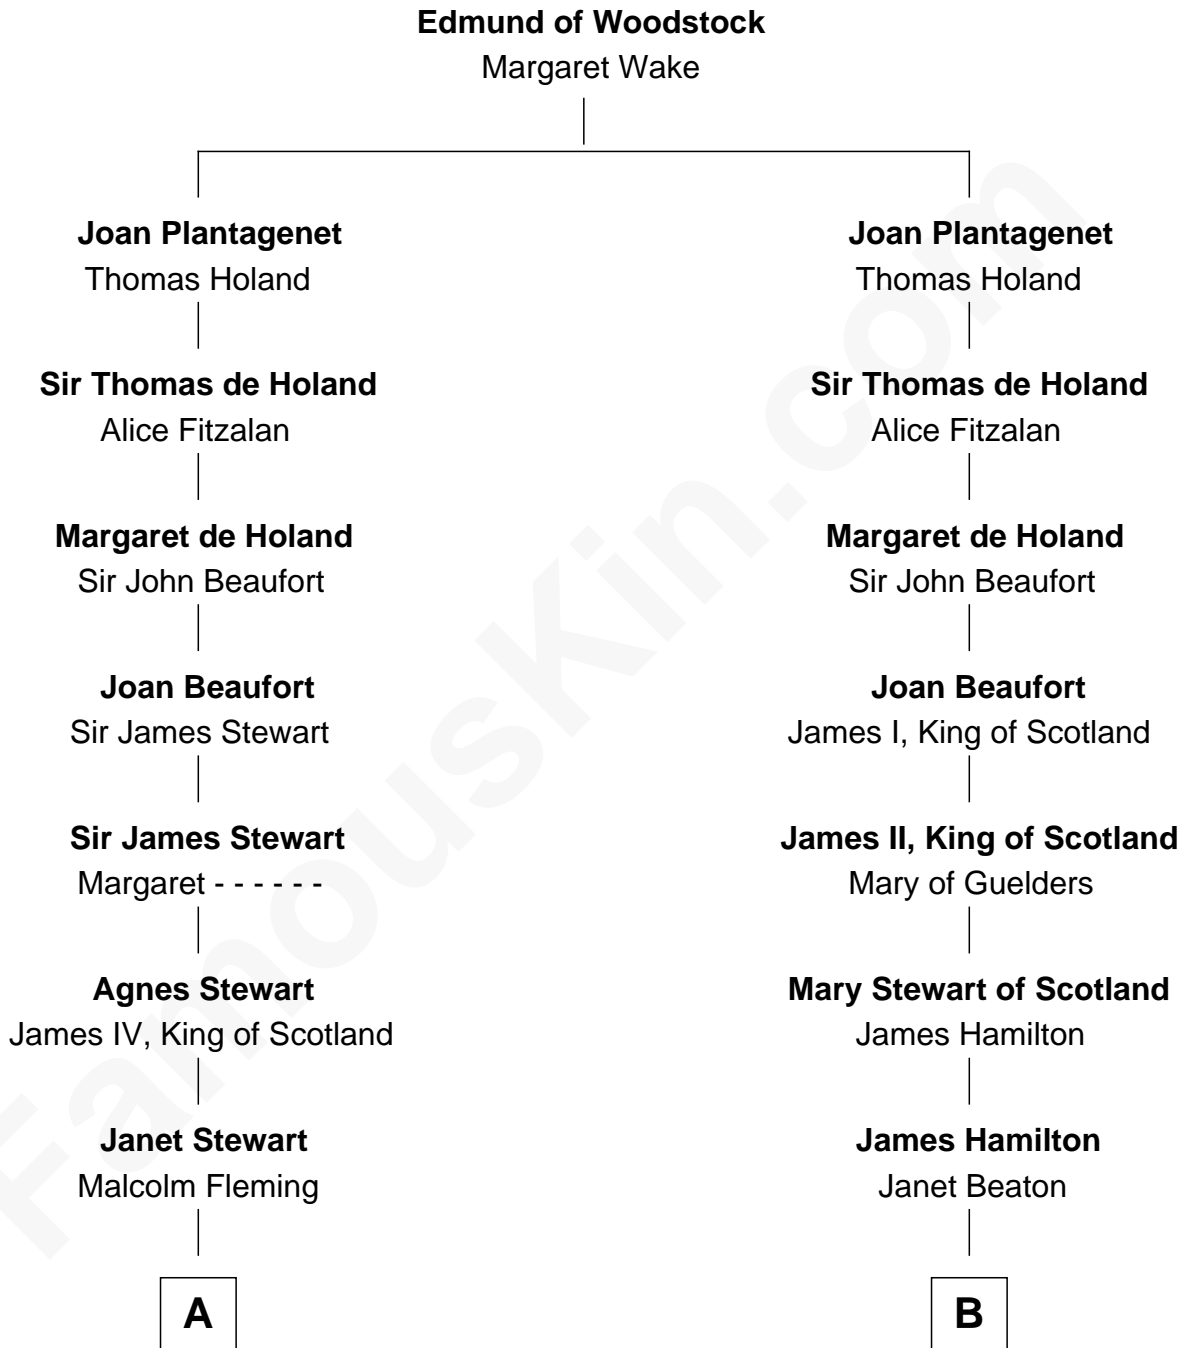 Edmund of Woodstock
Margaret Wake
Joan Plantagenet
Thomas Holand
Sir Thomas de Holand
Alice Fitzalan
Margaret de Holand
Sir John Beaufort
Joan Beaufort
Sir James Stewart
Sir James Stewart
Margaret - - - - - -
Agnes Stewart
James IV, King of Scotland
Janet Stewart
Malcolm Fleming
A
Joan Plantagenet
Thomas Holand
Sir Thomas de Holand
Alice Fitzalan
Margaret de Holand
Sir John Beaufort
Joan Beaufort
James I, King of Scotland
James II, King of Scotland
Mary of Guelders
Mary Stewart of Scotland
James Hamilton
James Hamilton
Janet Beaton
B
FamousKin.com